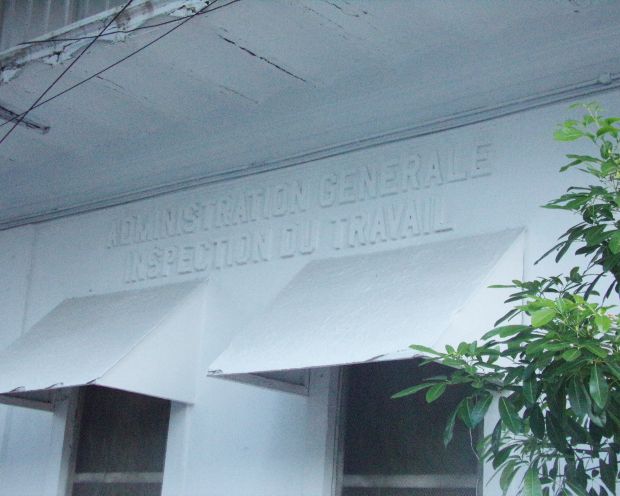 ADMINISTRATION GENERALE
INSPECTION DU TRAVAIL